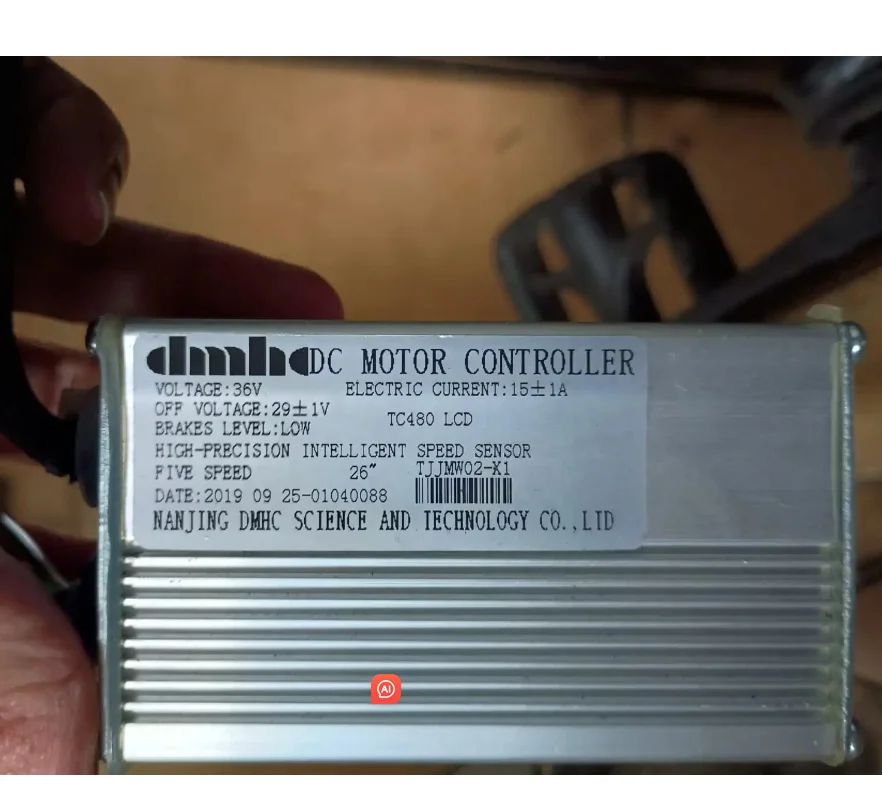 dmhc DC MOTOR CONTROLLER
VOLTAGE:36V ELECTRIC CURRENT:15±1A
OFF VOLTAGE:29±1V TC480 LCD
BRAKES LEVEL:LOW
HIGH-PRECISION INTELLIGENT SPEED SENSOR
FIVE SPEED 26″ TJJMW02-X1
DATE:2019 09 25-01040088
NANJING DMHC SCIENCE AND TECHNOLOGY CO.,LTD
AI